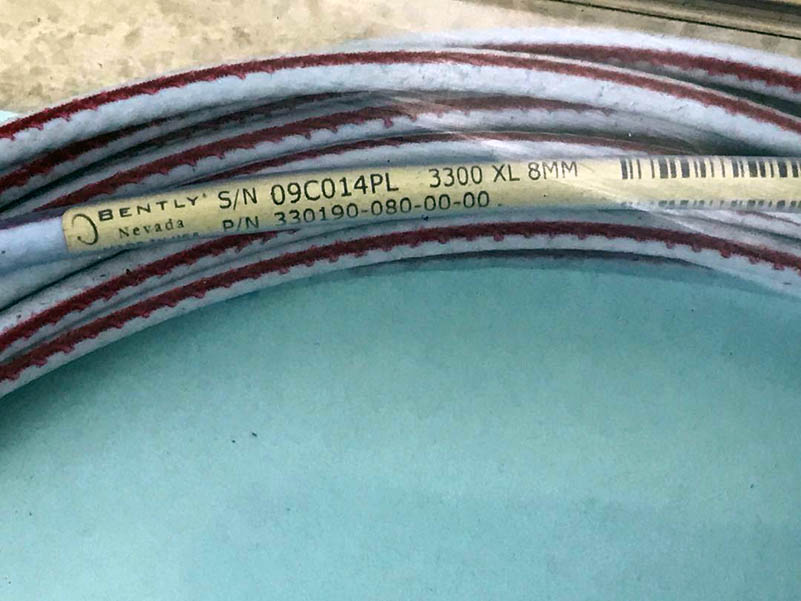 BENTLY S/N 09C014PL 3300 XL 8MM
Nevada P/N 330190-080-00-00